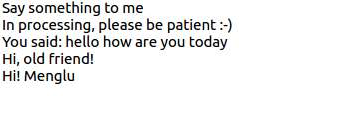 Say something to me
In processing, please be patient :-)
You said: hello how are you today
Hi, old friend!
Hi! Menglu